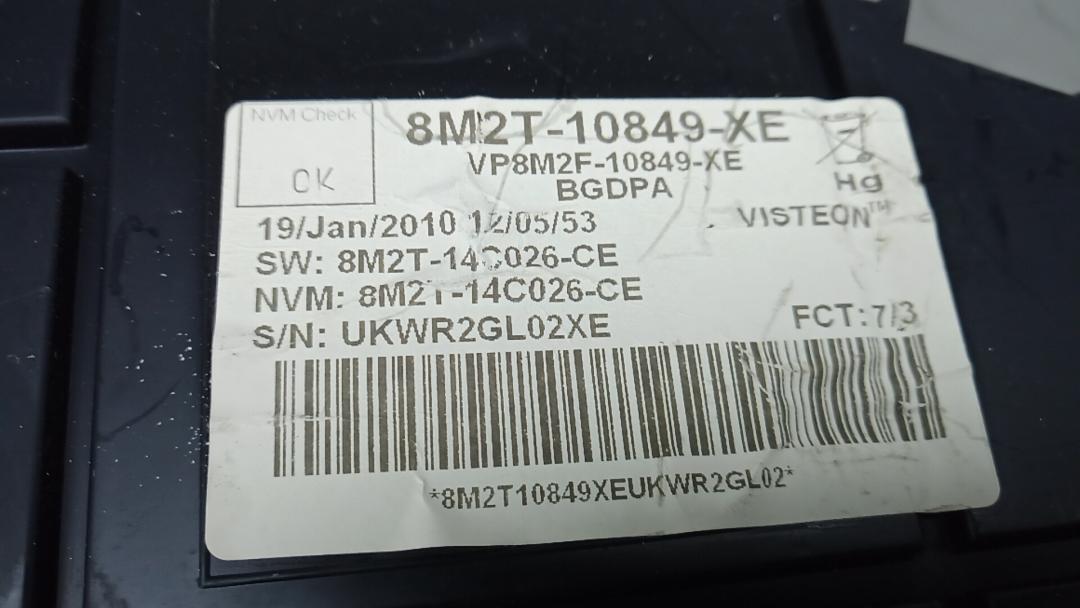 NVM Check
OK
8M2T-10849-XE
VP8M2F-10849-XE
BGDPA
Hg
19/Jan/2010 12/05/53
VISTEON™
SW: 8M2T-14C026-CE
NVM: 8M2T-14C026-CE
S/N: UKWR2GL02XE
FCT:7/3
*8M2T10849XEUKWR2GL02*